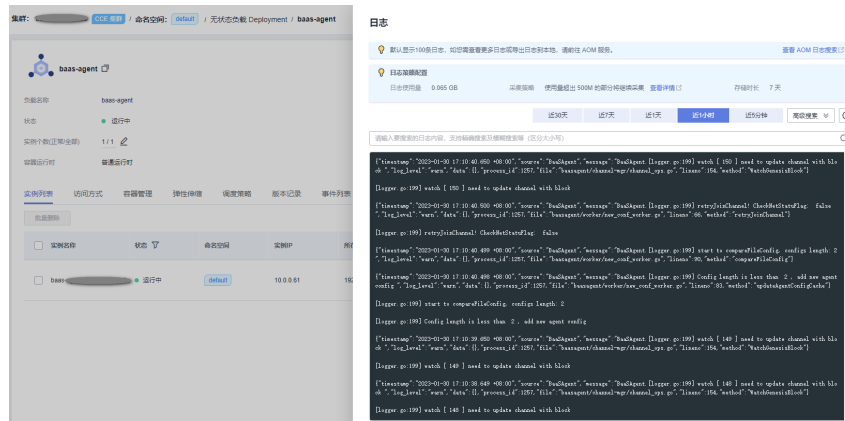 集群:
CCE 集群 / 命名空间: default / 无状态负载 Deployment / baas-agent
baas-agent
负载名称 baas-agent
状态 运行中
实例个数(正常/全部) 1 / 1
容器运行时 普通运行时
实例列表 访问方式 容器管理 弹性伸缩 调度策略 版本记录 事件列表
批量删除
实例名称 状态 命名空间 实例IP 所在
baas- 运行中 default 10.0.0.61 192
日志
默认显示100条日志，如您需查看更多日志或导出日志到本地，请前往 AOM 服务。 查看 AOM 日志搜索
日志策略配置
日志使用量 0.065 GB 采集策略 使用量超出 500M 的部分将继续采集 查看详情 存储时长 7 天
近30天 近7天 近1天 近1小时 近5分钟 高级搜索
请输入要搜索的日志内容，支持精确搜索及模糊搜索等（区分大小写）
{"timestamp":"2023-01-30 17:10:40.650 +08:00","source":"BaaSAgent","message":"BaaSAgent [logger.go:199] watch [ 150 ] need to update channel with blo
ck ","log_level":"warn","data":{},"process_id":1257,"file":"baasagent/channel-mgr/channel_sys.go","lineno":154,"method":"WatchGenesisBlock"}
[logger.go:199] watch [ 150 ] need to update channel with block
{"timestamp":"2023-01-30 17:10:40.500 +08:00","source":"BaaSAgent","message":"BaaSAgent [logger.go:199] retryJoinChannel! CheckNetStatuFlag: false
","log_level":"warn","data":{},"process_id":1257,"file":"baasagent/worker/new_conf_worker.go","lineno":66,"method":"retryJoinChannel"}
[logger.go:199] retryJoinChannel! CheckNetStatuFlag: false
{"timestamp":"2023-01-30 17:10:40.499 +08:00","source":"BaaSAgent","message":"BaaSAgent [logger.go:199] start to compareFileConfig, configs length: 2
","log_level":"warn","data":{},"process_id":1257,"file":"baasagent/worker/new_conf_worker.go","lineno":90,"method":"compareFileConfig"}
{"timestamp":"2023-01-30 17:10:40.498 +08:00","source":"BaaSAgent","message":"BaaSAgent [logger.go:199] Config length is less than 2 , add new agent
config ","log_level":"warn","data":{},"process_id":1257,"file":"baasagent/worker/new_conf_worker.go","lineno":83,"method":"updateAgentConfigCache"}
[logger.go:199] start to compareFileConfig, configs length: 2
[logger.go:199] Config length is less than 2 , add new agent config
{"timestamp":"2023-01-30 17:10:39.650 +08:00","source":"BaaSAgent","message":"BaaSAgent [logger.go:199] watch [ 149 ] need to update channel with blo
ck ","log_level":"warn","data":{},"process_id":1257,"file":"baasagent/channel-mgr/channel_sys.go","lineno":154,"method":"WatchGenesisBlock"}
[logger.go:199] watch [ 149 ] need to update channel with block
{"timestamp":"2023-01-30 17:10:38.649 +08:00","source":"BaaSAgent","message":"BaaSAgent [logger.go:199] watch [ 148 ] need to update channel with blo
ck ","log_level":"warn","data":{},"process_id":1257,"file":"baasagent/channel-mgr/channel_sys.go","lineno":154,"method":"WatchGenesisBlock"}
[logger.go:199] watch [ 148 ] need to update channel with block